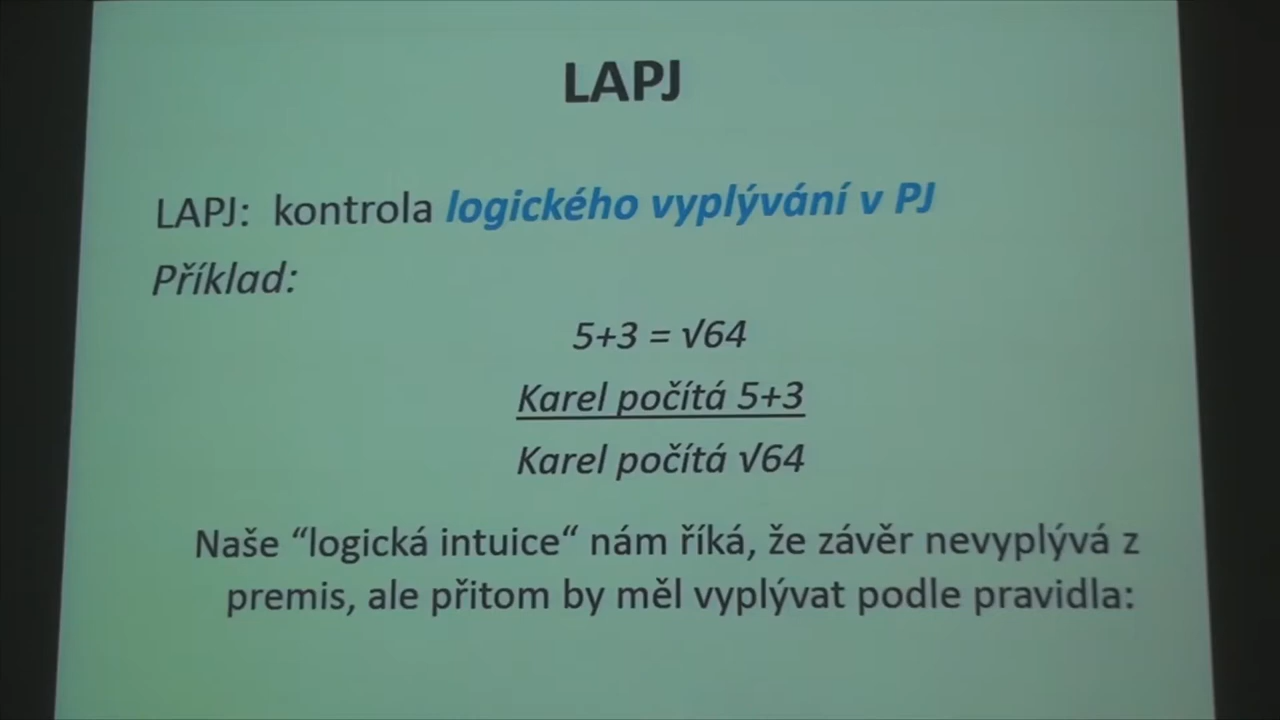 LAPJ
LAPJ: kontrola logického vyplývání v PJ
Příklad:
5+3 = √64
Karel počítá 5+3
Karel počítá √64
Naše “logická intuice“ nám říká, že závěr nevyplývá z
premis, ale přitom by měl vyplývat podle pravidla: